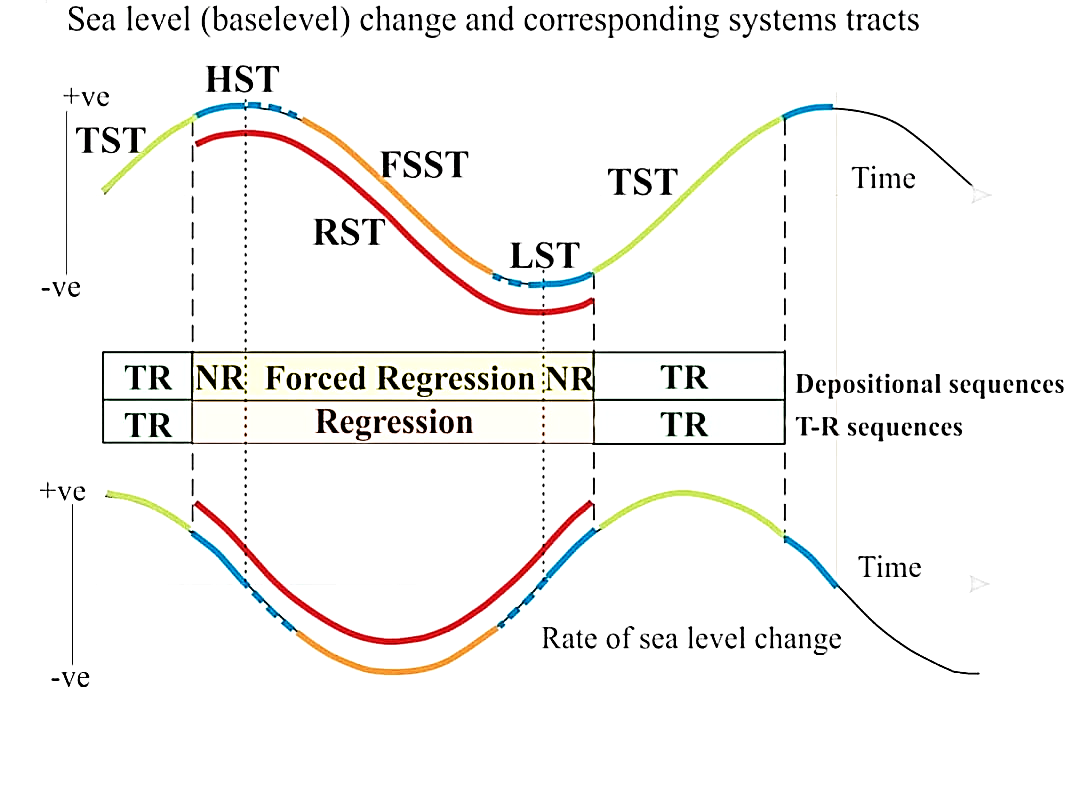 Sea level (baselevel) change and corresponding systems tracts
HST
+ve
TST
FSST
TST
Time
RST
LST
-ve
TR NR Forced Regression NR TR Depositional sequences
TR Regression TR T-R sequences
+ve
Time
Rate of sea level change
-ve